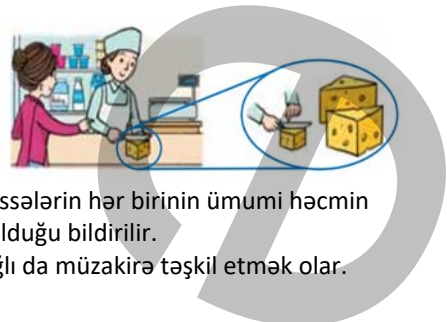 ssələrin hər birinin ümumi həcmin
lduğu bildirilir.
ğlı da müzakirə təşkil etmək olar.